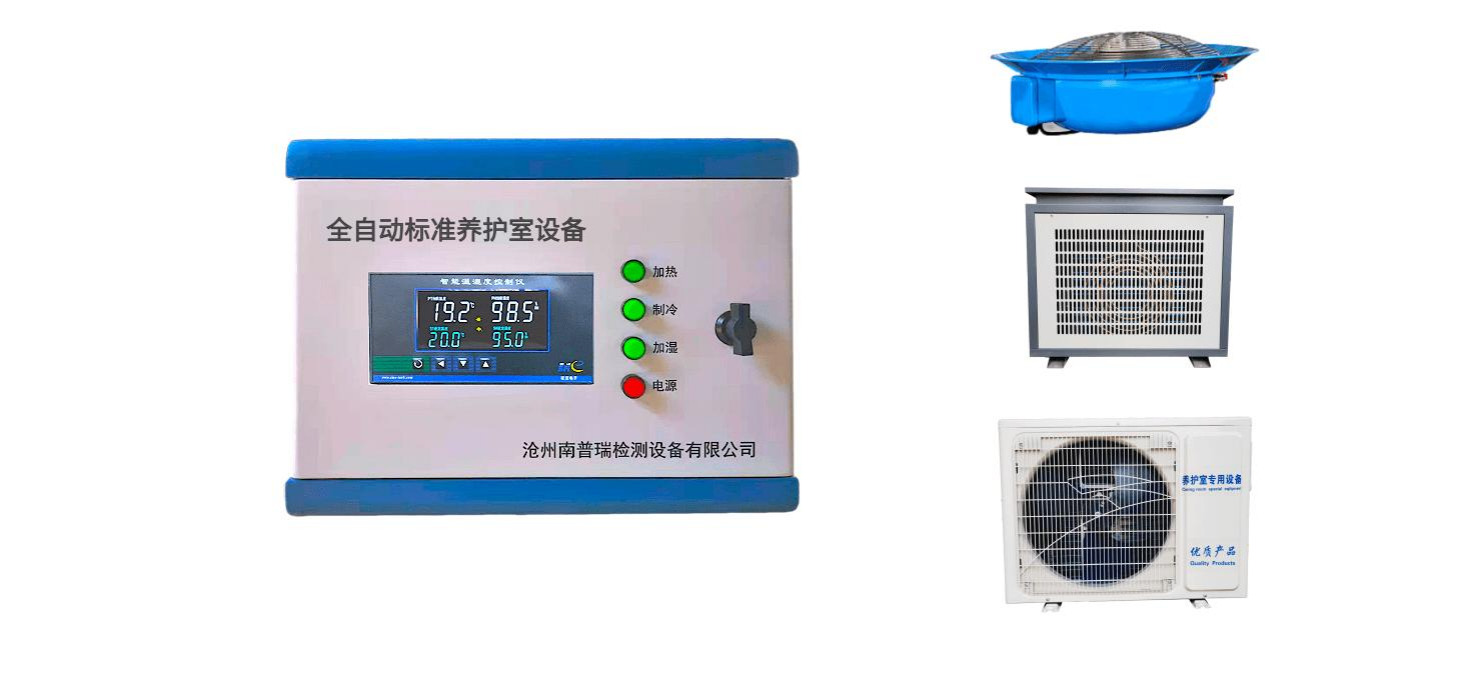 全自动标准养护室设备
智能温湿度控制仪
19.2℃ 98.5%
20.0℃ 95.0%
加热
制冷
加湿
电源
沧州南普瑞检测设备有限公司
养护室专用设备
优质产品
Quality Products